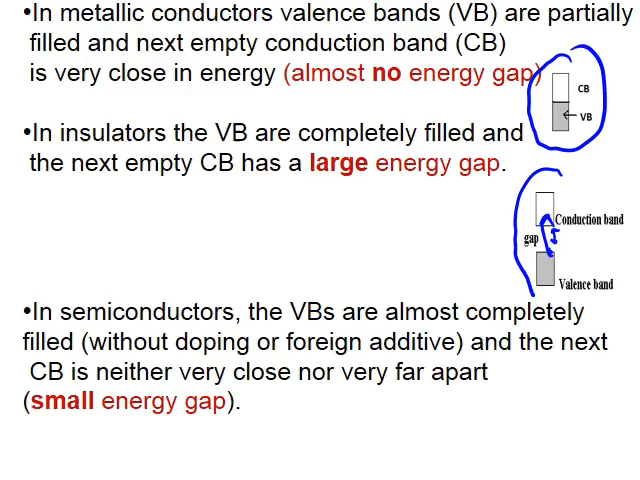 •In metallic conductors valence bands (VB) are partially
filled and next empty conduction band (CB)
is very close in energy (almost no energy gap)
CB
VB
•In insulators the VB are completely filled and
the next empty CB has a large energy gap.
Conduction band
gap
Valence band
•In semiconductors, the VBs are almost completely
filled (without doping or foreign additive) and the next
CB is neither very close nor very far apart
(small energy gap).